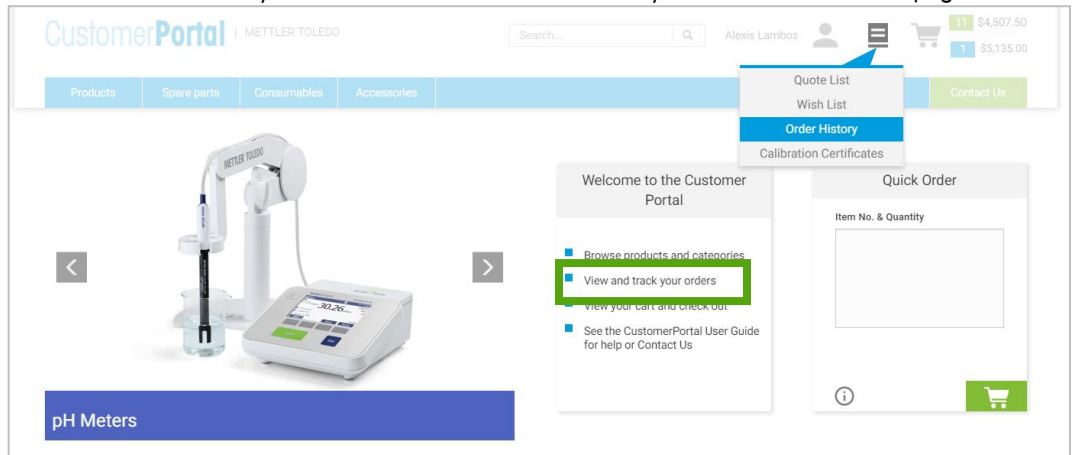 CustomerPortal | METTLER TOLEDO
Search...
Alexis Lambos
11 $4,507.50
1 $5,135.00
Products Spare parts Consumables Accessories
Contact Us
Quote List
Wish List
Order History
Calibration Certificates
METTLER TOLEDO
30.26
Welcome to the Customer
Portal
Browse products and categories
View and track your orders
View your cart and check out
See the CustomerPortal User Guide
for help or Contact Us
Quick Order
Item No. & Quantity
pH Meters